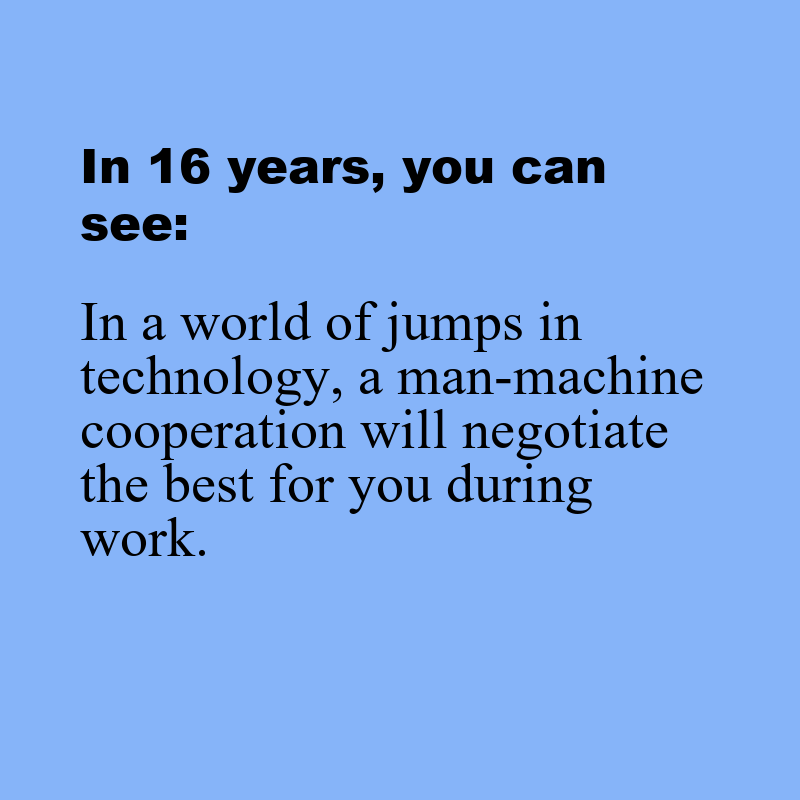 In 16 years, you can
see:
In a world of jumps in
technology, a man-machine
cooperation will negotiate
the best for you during
work.